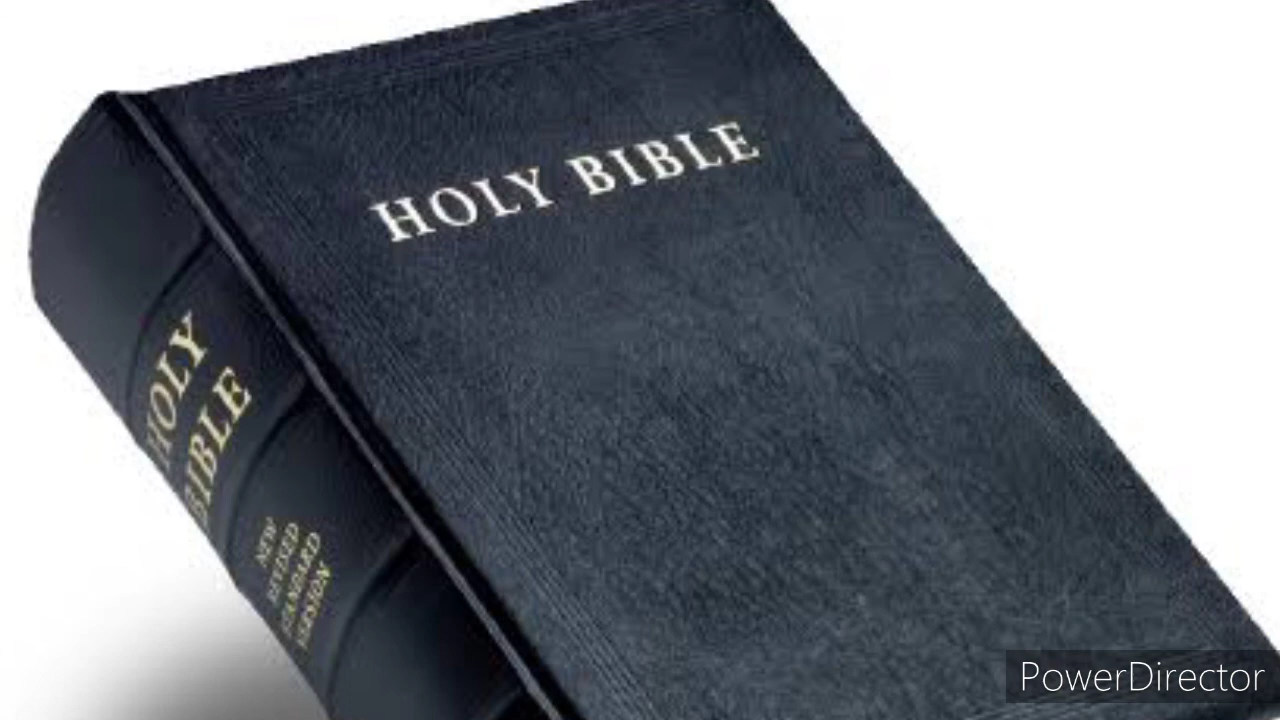 HOLY BIBLE
HOLY
BIBLE
NEW
REVISED
STANDARD
VERSION
PowerDirector